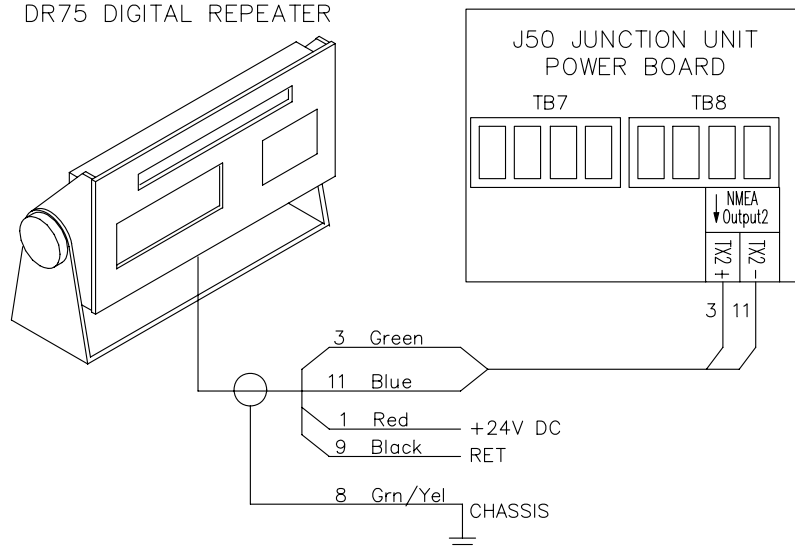 DR75 DIGITAL REPEATER
J50 JUNCTION UNIT
POWER BOARD
TB7 TB8
NMEA
Output2
TX2 + TX2 -
3 11
3 Green
11 Blue
1 Red +24V DC
9 Black RET
8 Grn/Yel CHASSIS